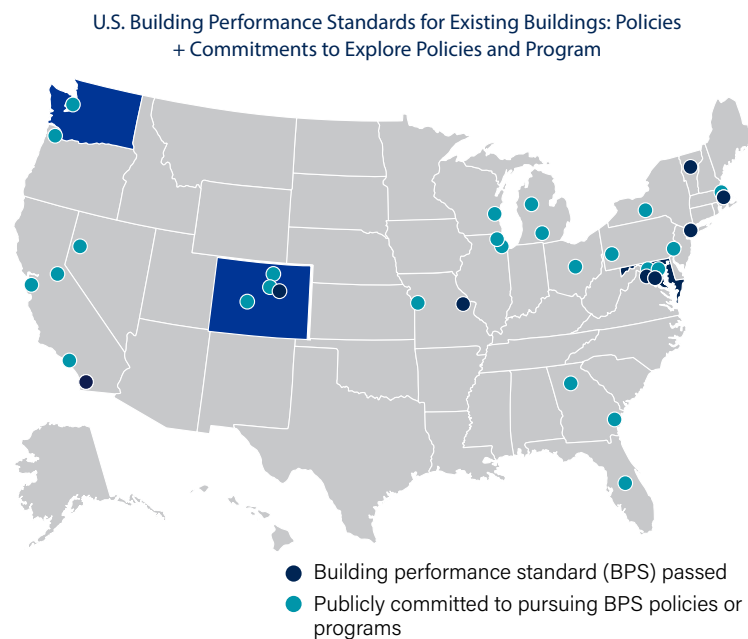 U.S. Building Performance Standards for Existing Buildings: Policies
+ Commitments to Explore Policies and Program
Building performance standard (BPS) passed
Publicly committed to pursuing BPS policies or
programs